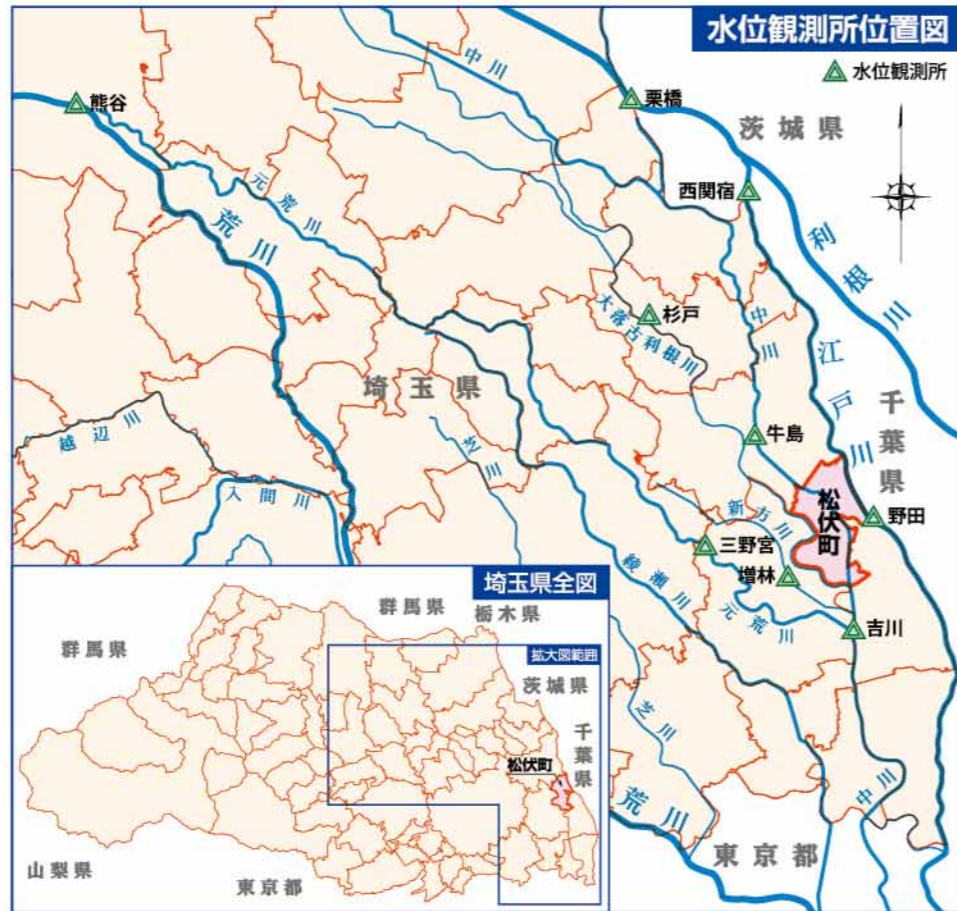 水位観測所位置図
水位観測所
中川
栗橋
茨城県
熊谷
西関宿
元荒川
荒川
利根川
杉戸
大落古利根川
中川
江戸川
千葉県
埼玉県
芝川
牛島
越辺川
入間川
松伏町
野田
新方川
三野宮
増林
綾瀬川
元荒川
吉川
芝川
荒川
中川
東京都
埼玉県全図
群馬県
栃木県
群馬県
拡大図範囲
茨城県
千葉県
松伏町
山梨県
東京都